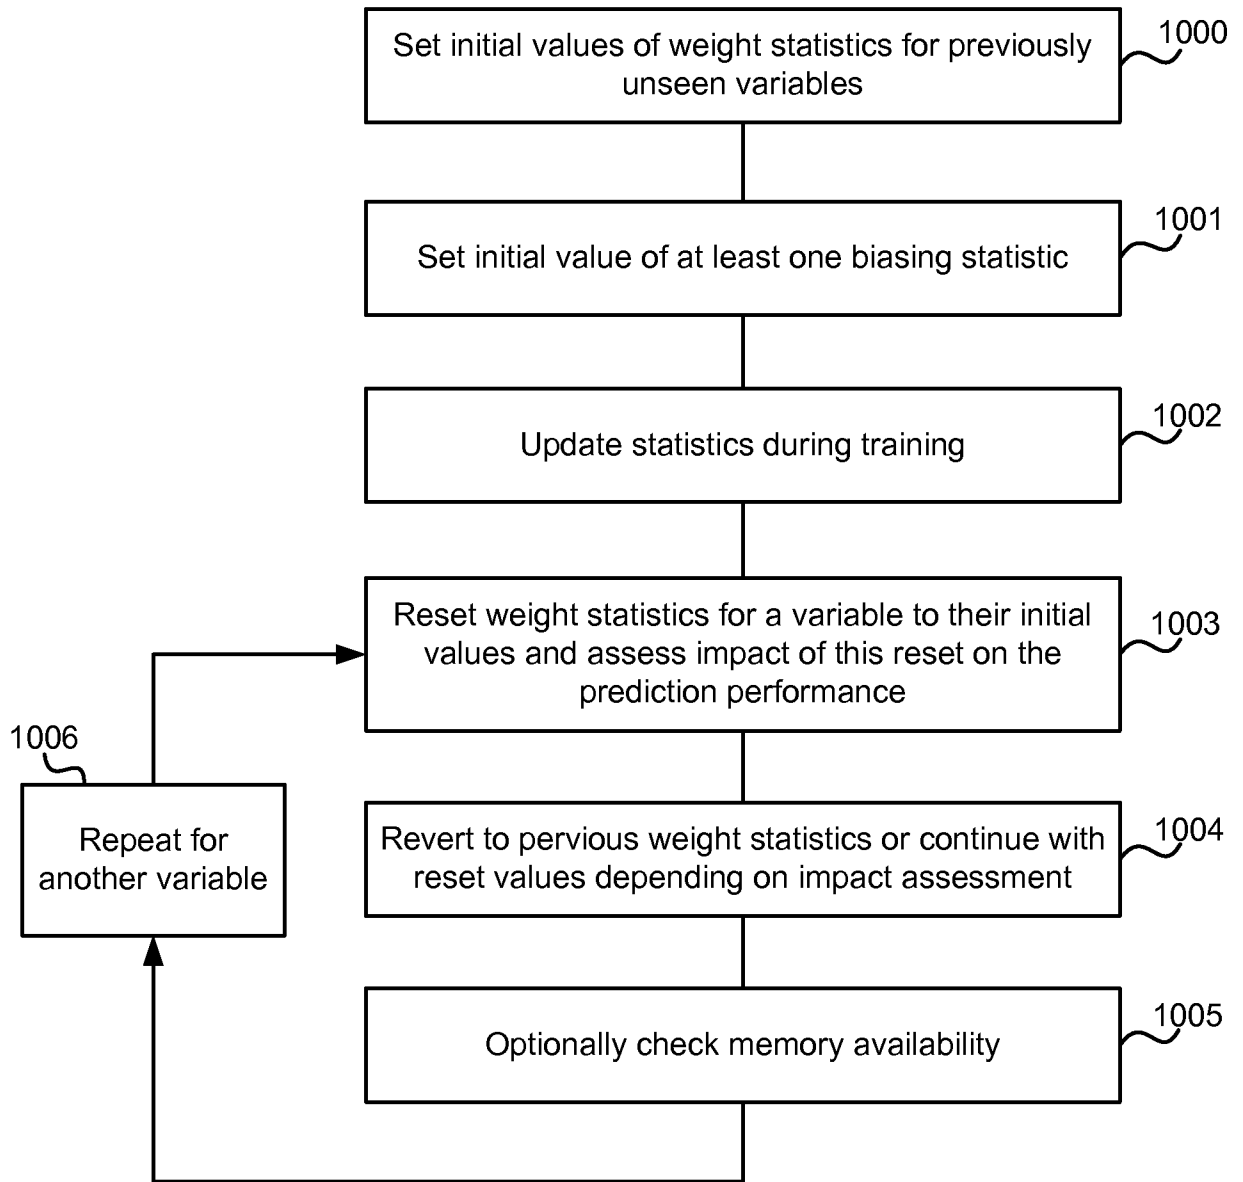 Set initial values of weight statistics for previously
unseen variables
1000
Set initial value of at least one biasing statistic
1001
Update statistics during training
1002
Reset weight statistics for a variable to their initial
values and assess impact of this reset on the
prediction performance
1003
Revert to pervious weight statistics or continue with
reset values depending on impact assessment
1004
Optionally check memory availability
1005
1006
Repeat for
another variable